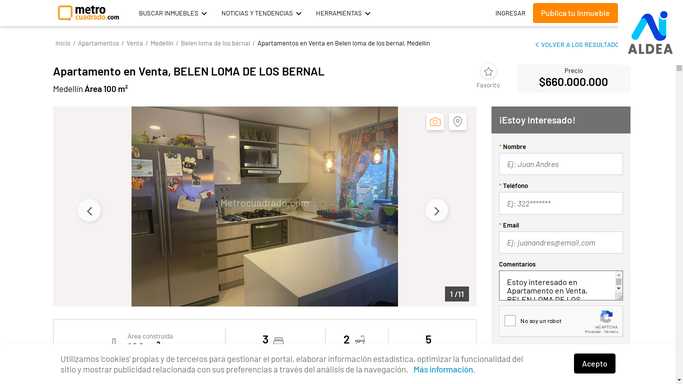 metro
cuadrado.com
BUSCAR INMUEBLES
NOTICIAS Y TENDENCIAS
HERRAMIENTAS
INGRESAR
Publica tu inmueble
ALDEA
Inicio / Apartamentos / Venta / Medellín / Belen loma de los bernal / Apartamentos en Venta en Belen loma de los bernal, Medellín
< VOLVER A LOS RESULTADO
Apartamento en Venta, BELEN LOMA DE LOS BERNAL
Medellín Área 100 m²
Favorito
Precio
$660.000.000
Metrocuadrado.com
1 /11
¡Estoy interesado!
* Nombre
Ej: Juan Andres
* Teléfono
Ej: 322*******
* Email
Ej: juanandres@email.com
Comentarios
Estoy interesado en
Apartamento en Venta,
BELEN LOMA DE LOS
No soy un robot
reCAPTCHA
Privacidad - Términos
Área construida
3
2
5
Utilizamos 'cookies' propias y de terceros para gestionar el portal, elaborar información estadística, optimizar la funcionalidad del
sitio y mostrar publicidad relacionada con sus preferencias a través del análisis de la navegación. Más información.
Acepto